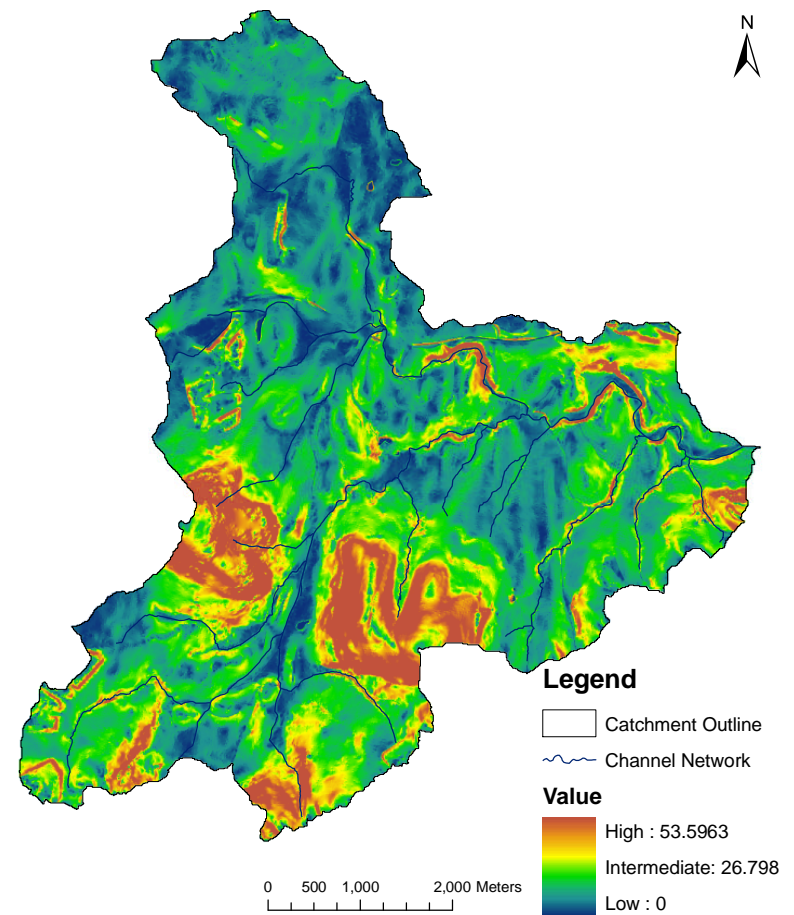 N
Legend
Catchment Outline
Channel Network
Value
High : 53.5963
Intermediate: 26.798
Low : 0
0 500 1,000 2,000 Meters